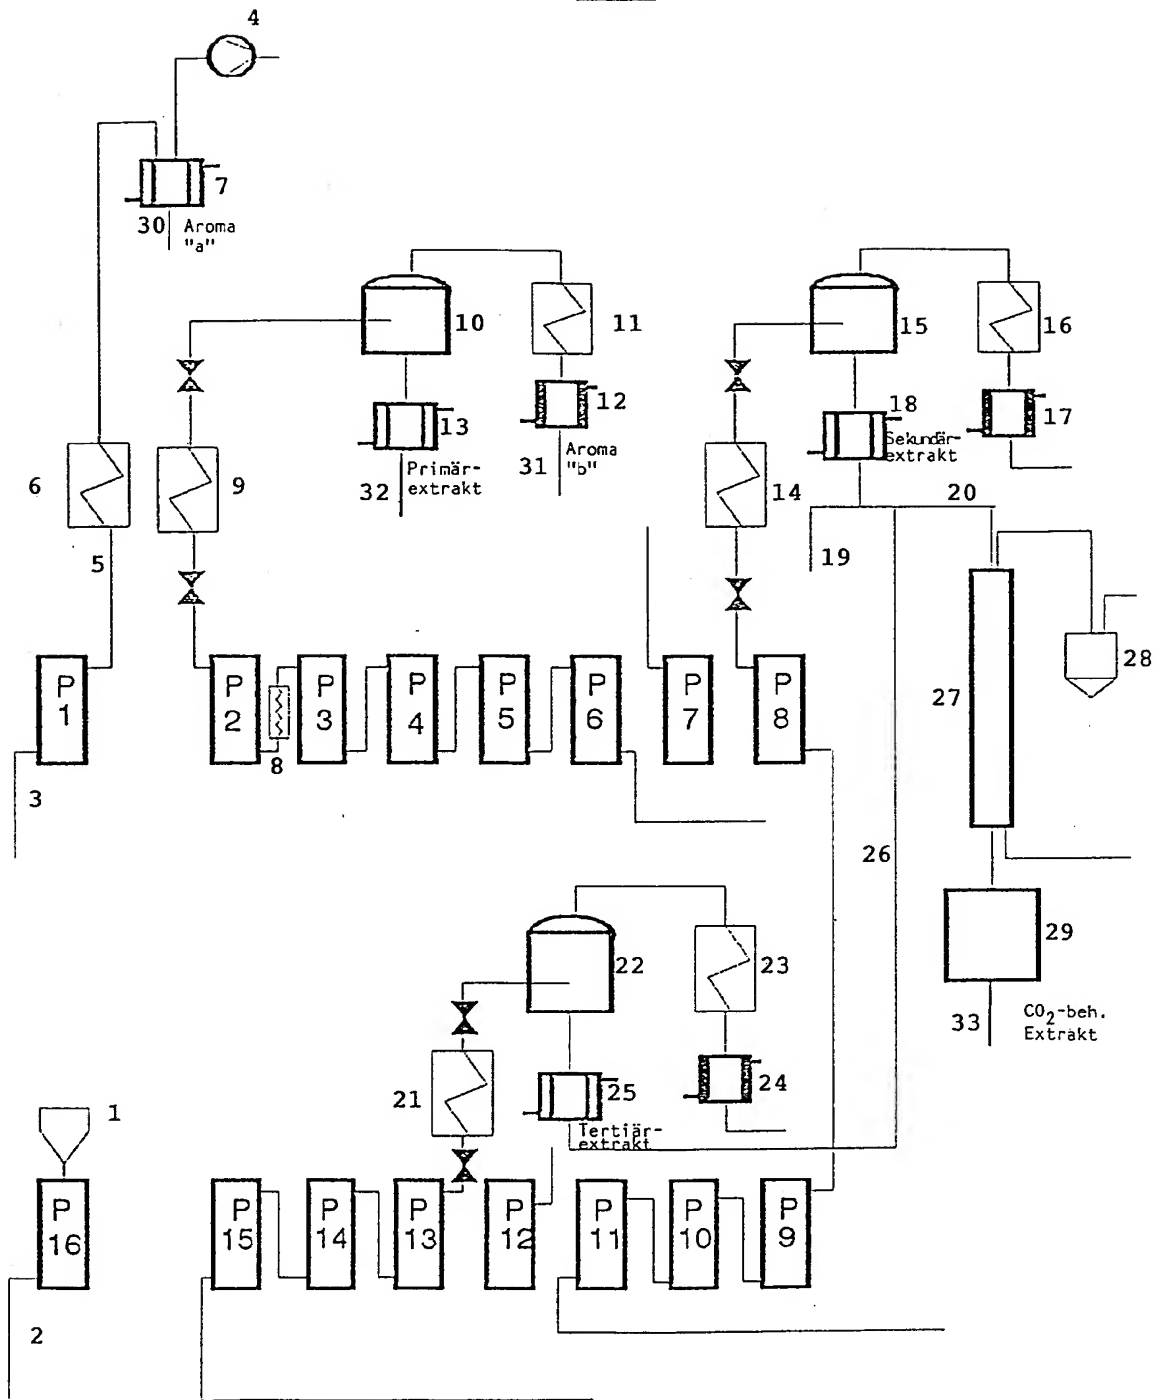 4
7
30 Aroma
"a"
10
11
15
16
12
13
18
17
Primär-
extrakt
32
31 Aroma
"b"
Sekundär-
extrakt
6
9
14
20
5
19
P
1
P
2
P
3
P
4
P
5
P
6
P
7
P
8
27
28
8
3
26
22
23
29
33 CO₂-beh.
Extrakt
21
25
24
Tertiär-
extrakt
1
P
16
P
15
P
14
P
13
P
12
P
11
P
10
P
9
2